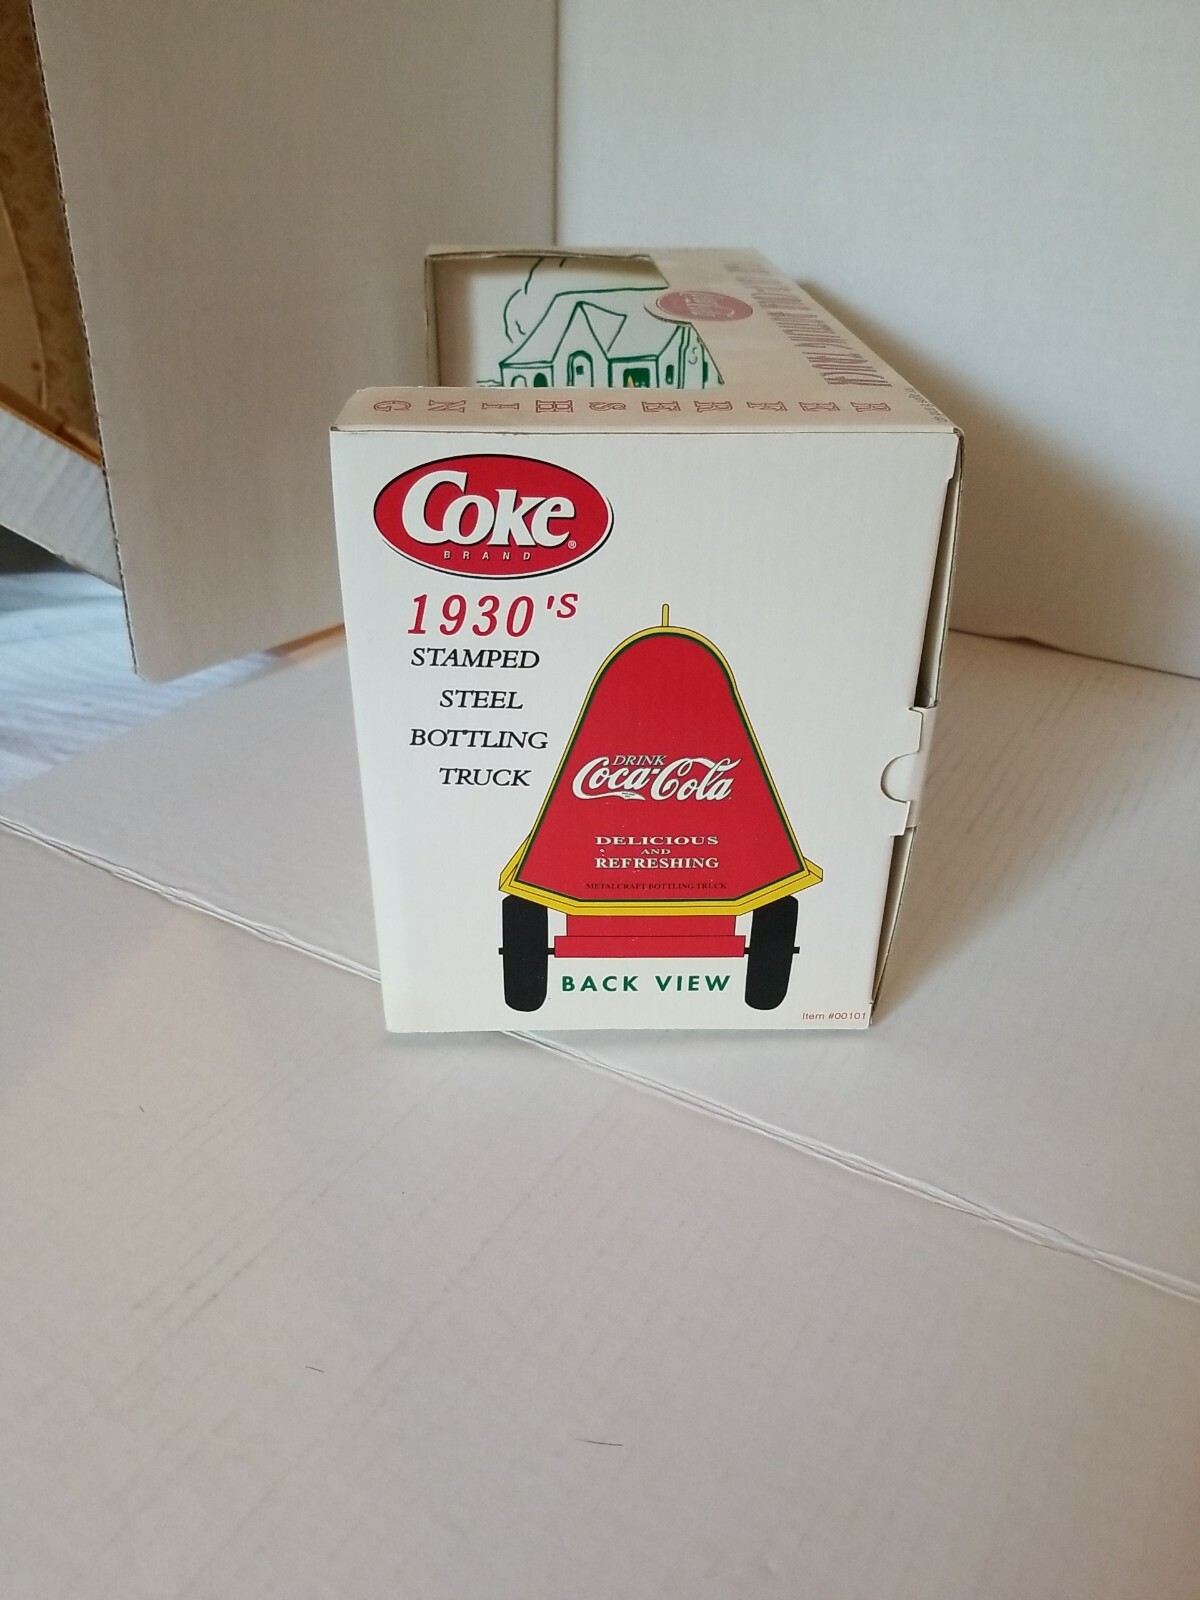 REFRESHING
Coke®
BRAND
1930's
STAMPED
STEEL
BOTTLING
TRUCK
DRINK
Coca-Cola
DELICIOUS
AND
REFRESHING
METALCRAFT BOTTLING TRUCK
BACK VIEW
Item #00101